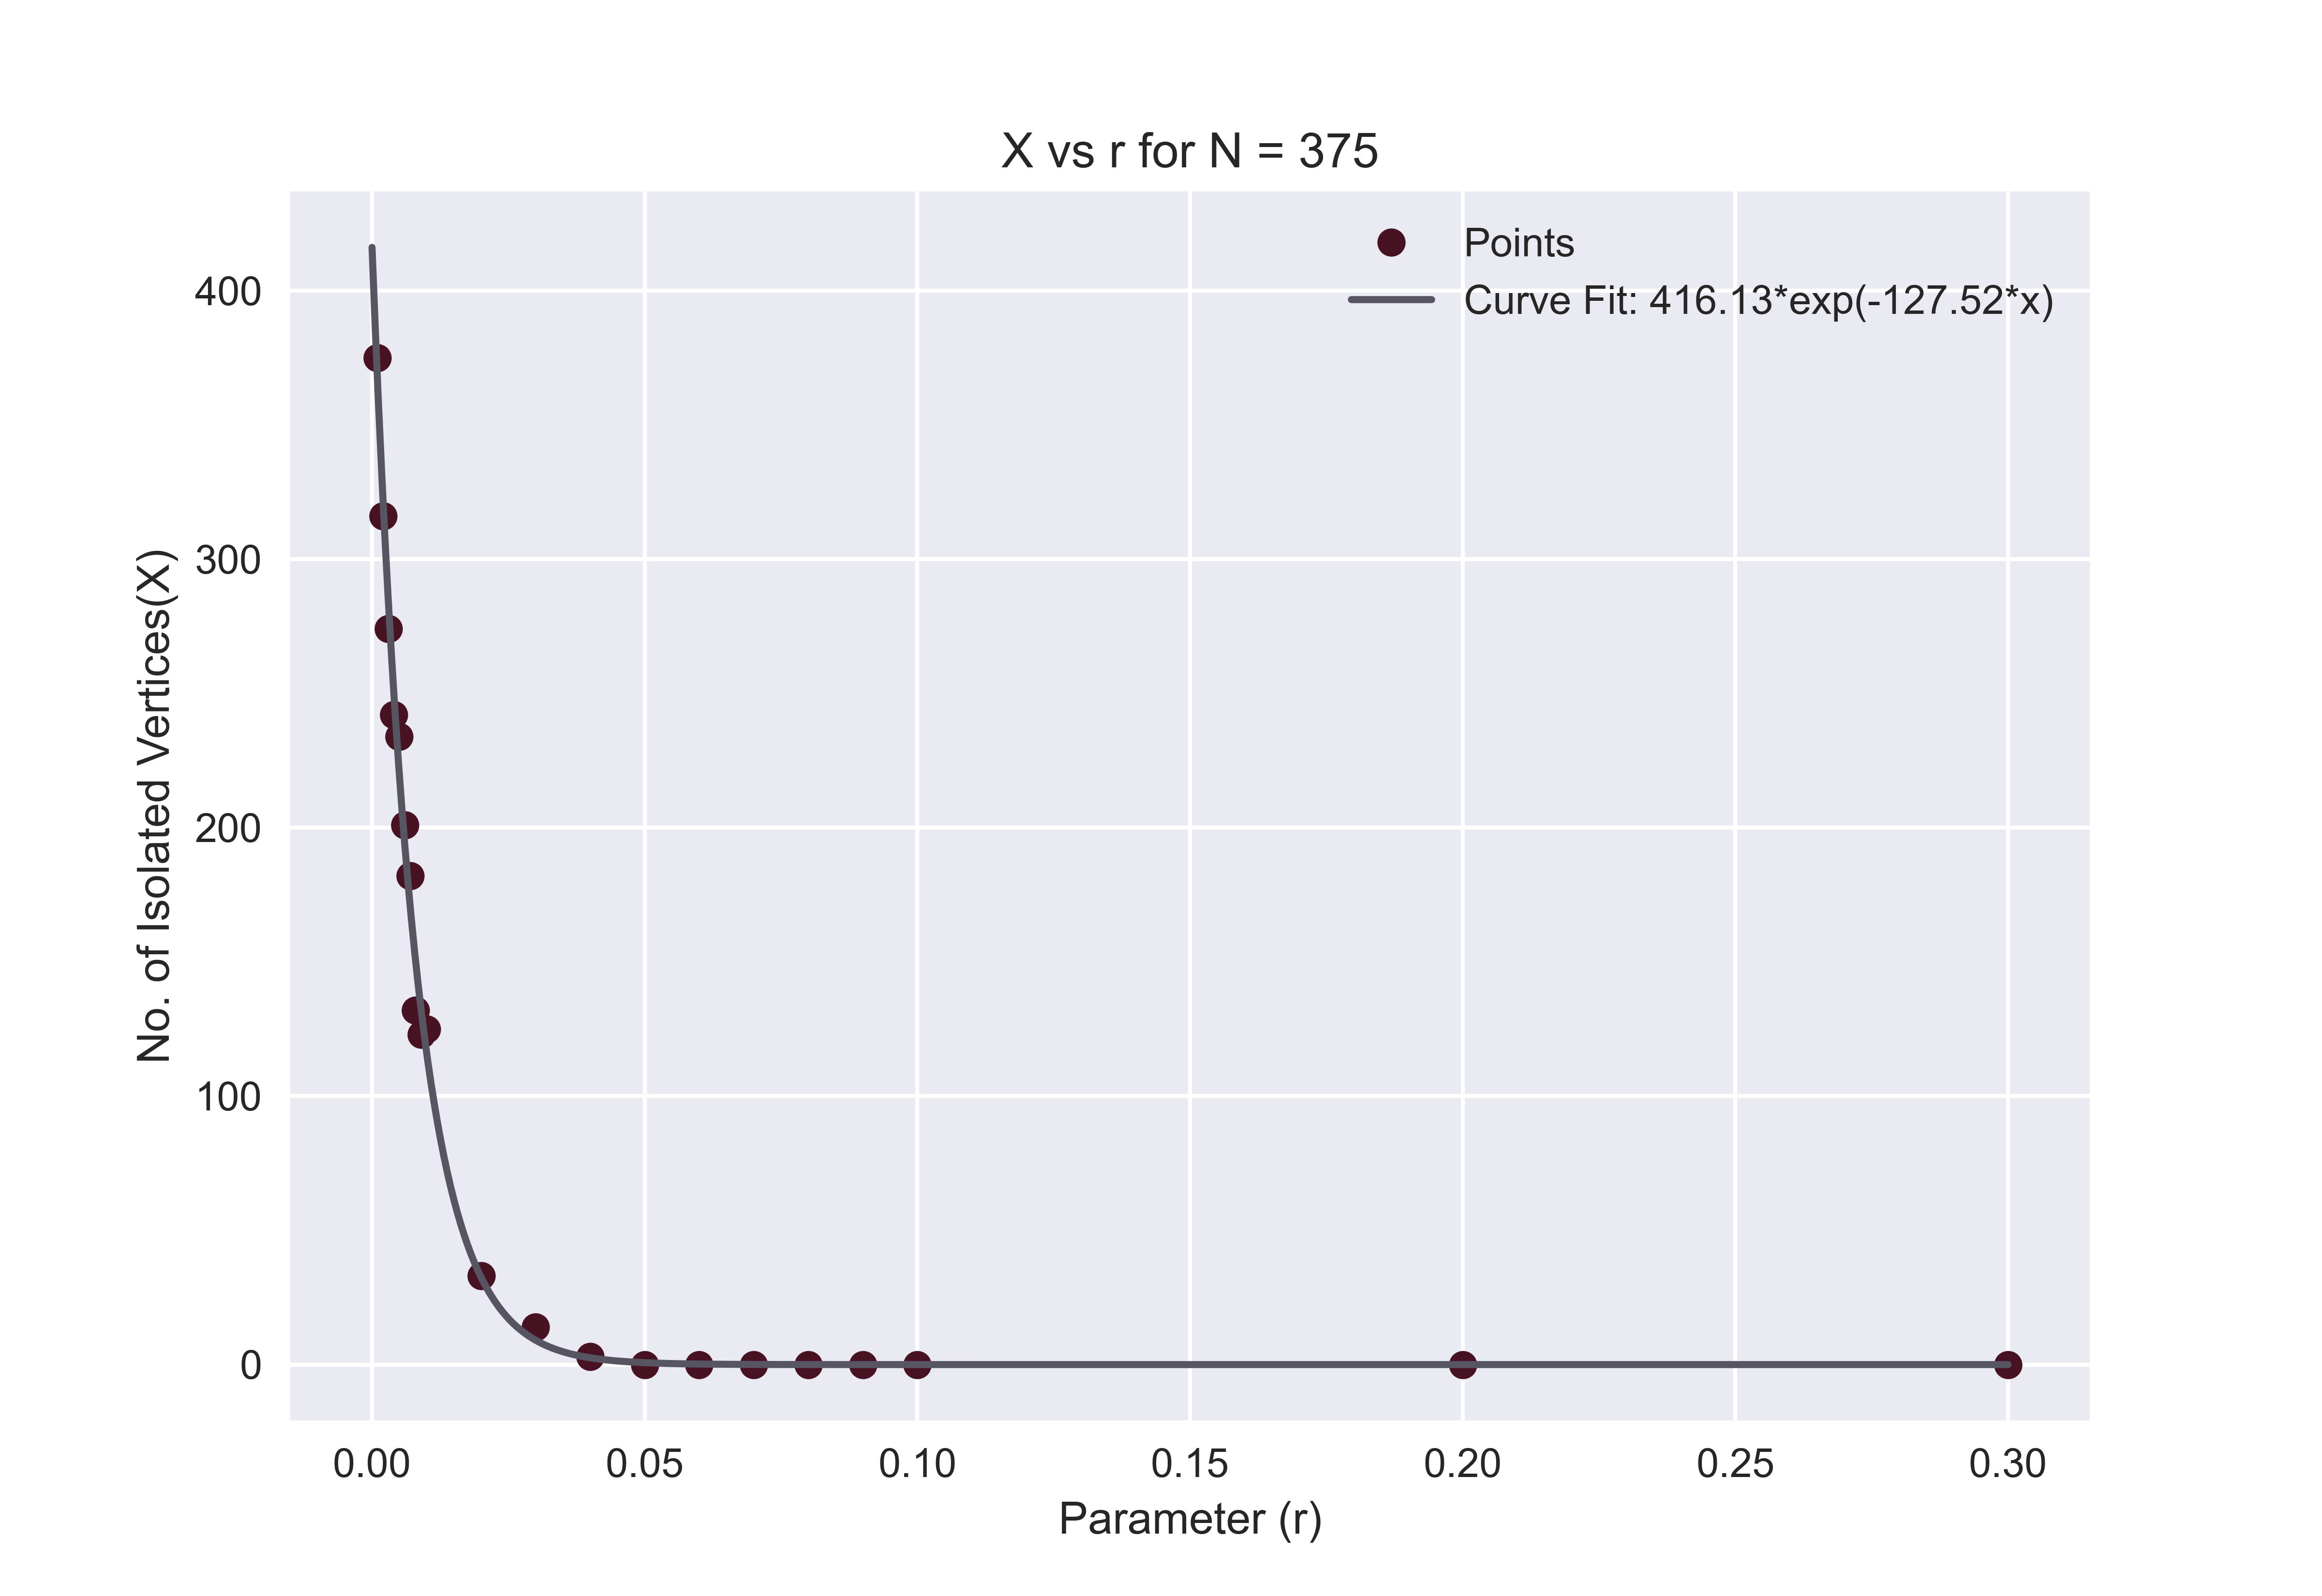 X vs r for N = 375
Points
Curve Fit: 416.13*exp(-127.52*x)
No. of Isolated Vertices(X)
400
300
200
100
0
0.00 0.05 0.10 0.15 0.20 0.25 0.30
Parameter (r)